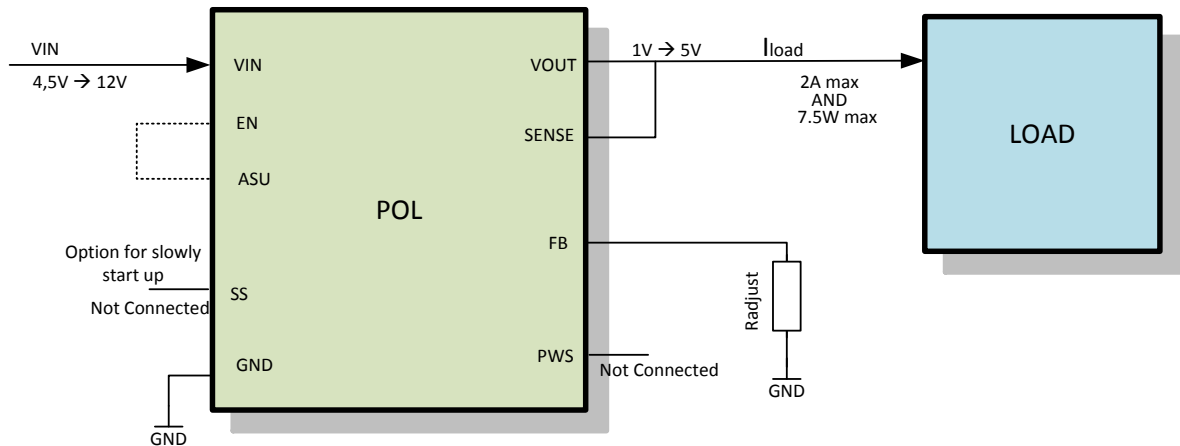 VIN
4,5V → 12V
VIN
EN
ASU
Option for slowly
start up
Not Connected
SS
GND
GND
POL
VOUT
SENSE
FB
PWS
1V → 5V
Iload
2A max
AND
7.5W max
LOAD
Radjust
GND
Not Connected